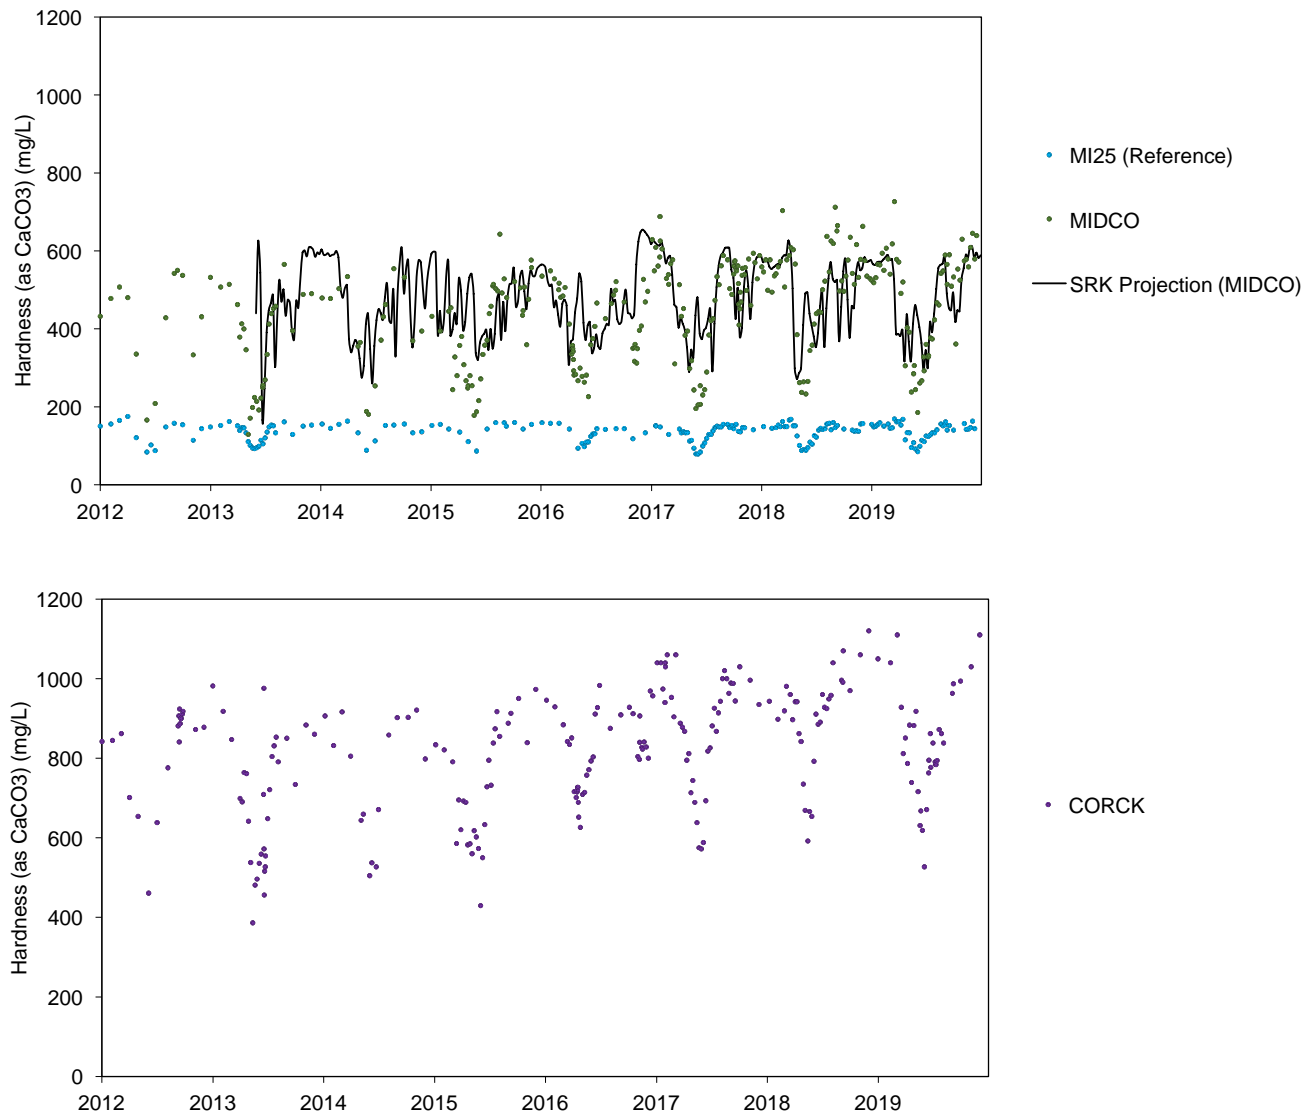 1200
1000
800
600
400
200
0
Hardness (as CaCO3) (mg/L)
2012 2013 2014 2015 2016 2017 2018 2019
MI25 (Reference)
MIDCO
SRK Projection (MIDCO)
1200
1000
800
600
400
200
0
Hardness (as CaCO3) (mg/L)
2012 2013 2014 2015 2016 2017 2018 2019
CORCK